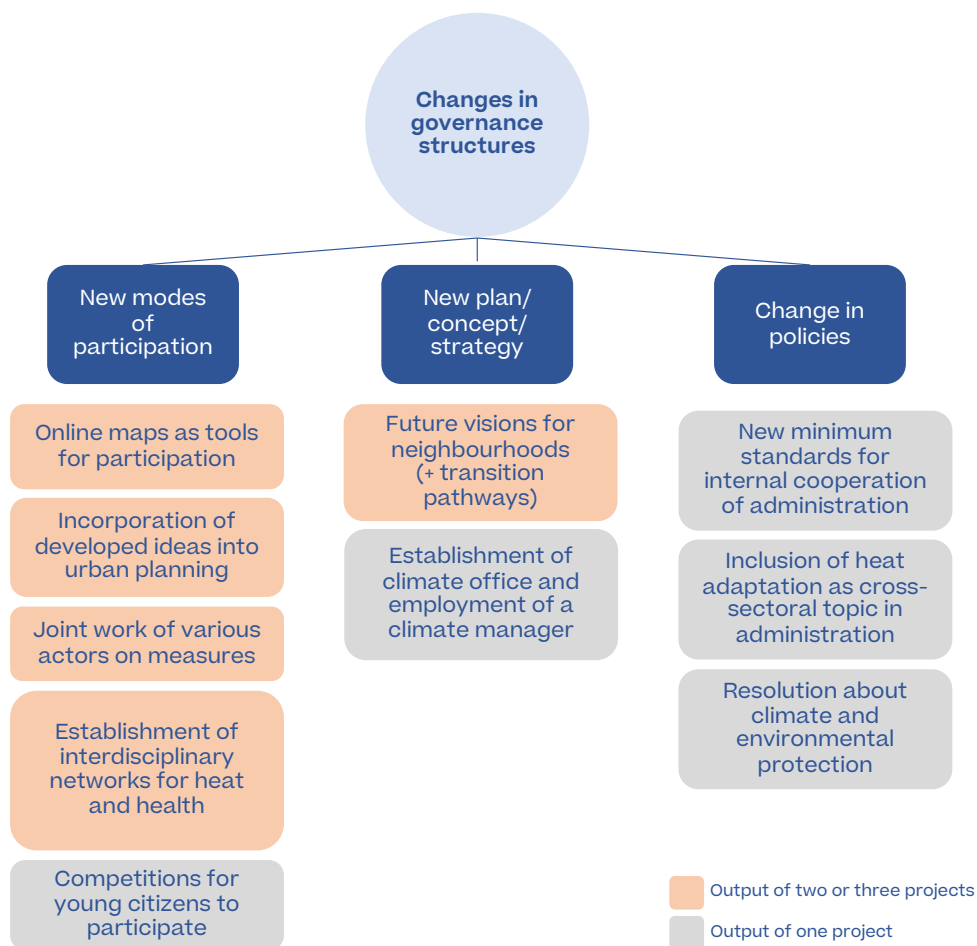 Changes in
governance
structures
New modes
of
participation
Online maps as tools
for participation
Incorporation of
developed ideas into
urban planning
Joint work of various
actors on measures
Establishment of
interdisciplinary
networks for heat
and health
Competitions for
young citizens to
participate
New plan/
concept/
strategy
Future visions for
neighbourhoods
(+ transition
pathways)
Establishment of
climate office and
employment of a
climate manager
Change in
policies
New minimum
standards for
internal cooperation
of administration
Inclusion of heat
adaptation as cross-
sectoral topic in
administration
Resolution about
climate and
environmental
protection
Output of two or three projects
Output of one project